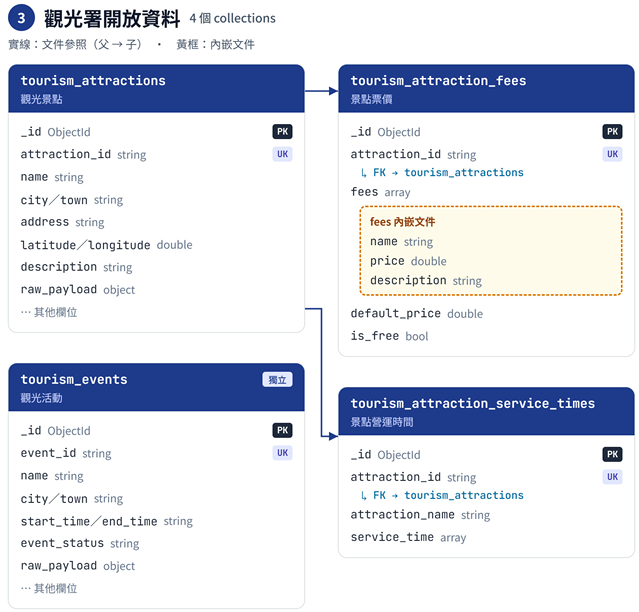 3 觀光署開放資料 4 個 collections
實線：文件參照（父 → 子） • 黃框：內嵌文件
tourism_attractions
觀光景點
_id ObjectId PK
attraction_id string UK
name string
city／town string
address string
latitude／longitude double
description string
raw_payload object
⋯ 其他欄位
tourism_attraction_fees
景點票價
_id ObjectId PK
attraction_id string UK
↳ FK → tourism_attractions
fees array
fees 內嵌文件
name string
price double
description string
default_price double
is_free bool
tourism_events 獨立
觀光活動
_id ObjectId PK
event_id string UK
name string
city／town string
start_time／end_time string
event_status string
raw_payload object
⋯ 其他欄位
tourism_attraction_service_times
景點營運時間
_id ObjectId PK
attraction_id string UK
↳ FK → tourism_attractions
attraction_name string
service_time array